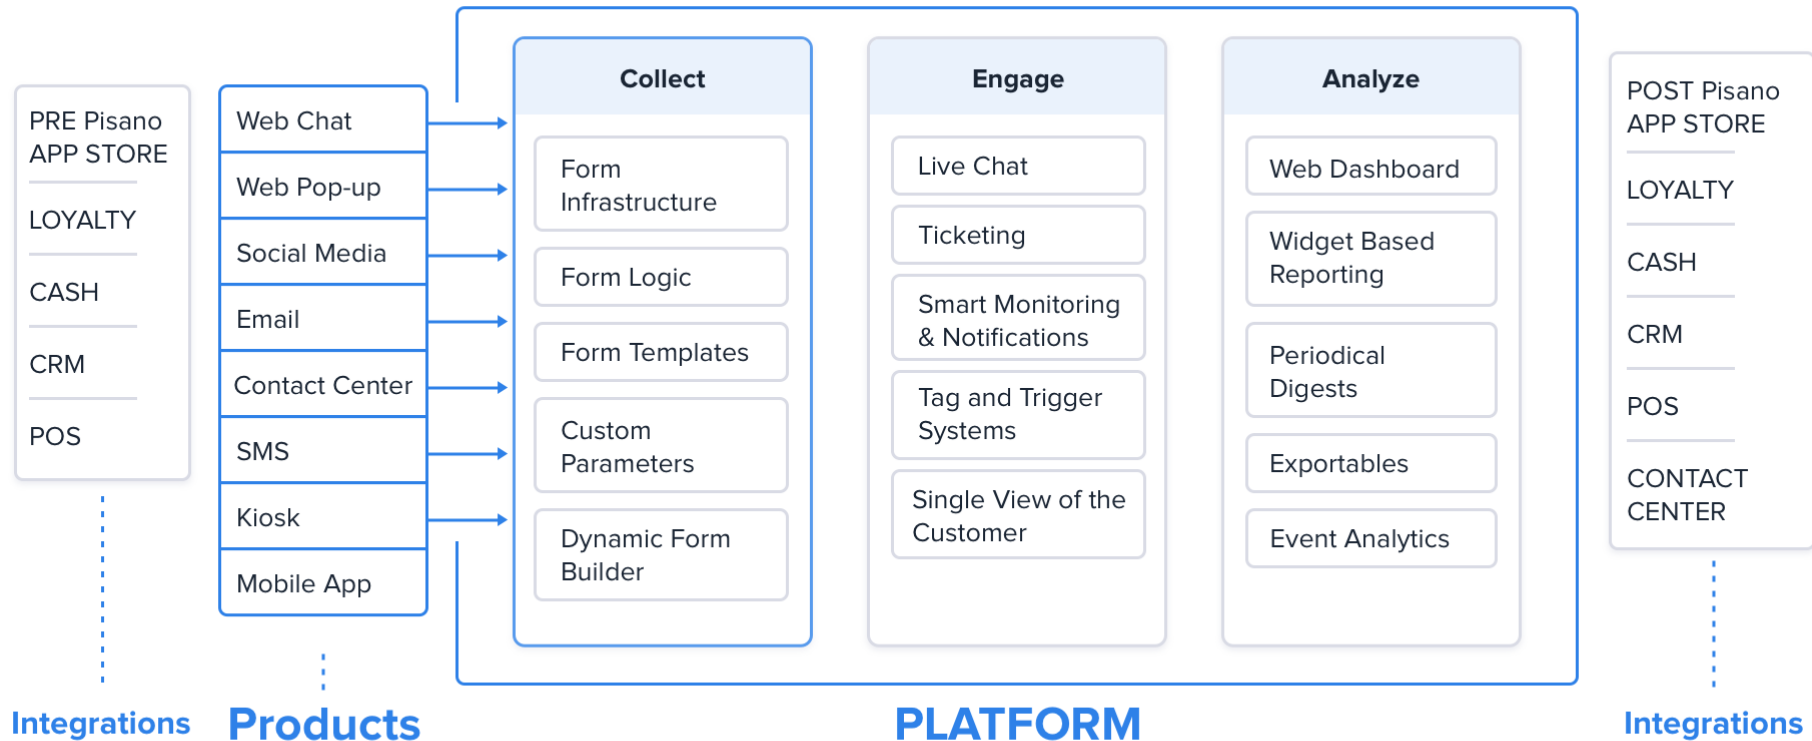 PRE Pisano
APP STORE
LOYALTY
CASH
CRM
POS
Integrations
Web Chat
Web Pop-up
Social Media
Email
Contact Center
SMS
Kiosk
Mobile App
Products
Collect
Form
Infrastructure
Form Logic
Form Templates
Custom
Parameters
Dynamic Form
Builder
Engage
Live Chat
Ticketing
Smart Monitoring
& Notifications
Tag and Trigger
Systems
Single View of the
Customer
Analyze
Web Dashboard
Widget Based
Reporting
Periodical
Digests
Exportables
Event Analytics
PLATFORM
POST Pisano
APP STORE
LOYALTY
CASH
CRM
POS
CONTACT
CENTER
Integrations